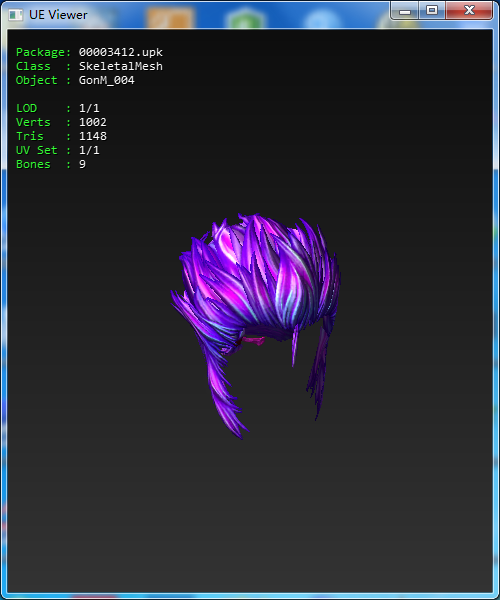 UE Viewer
Package: 00003412.upk
Class : SkeletalMesh
Object : GonM_004
LOD : 1/1
Verts : 1002
Tris : 1148
UV Set : 1/1
Bones : 9